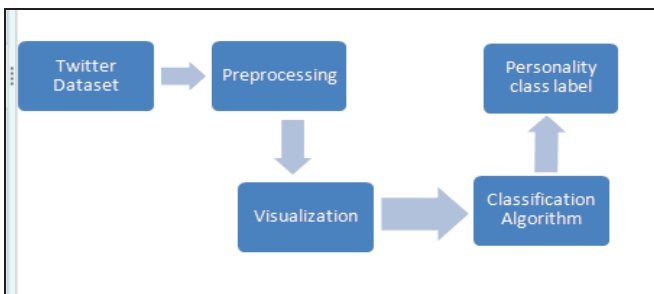 Twitter
Dataset
Preprocessing
Visualization
Classification
Algorithm
Personality
class label